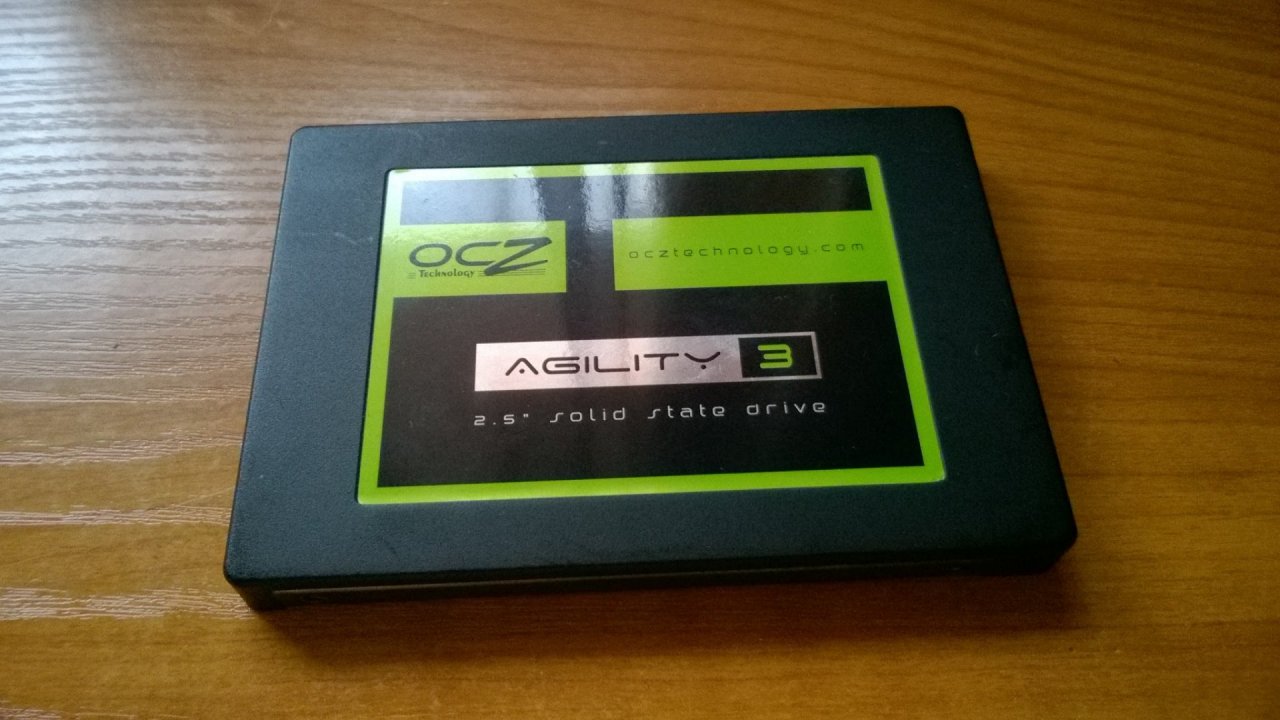 OCZ
Technology
ocztechnology.com
AGILITY 3
2.5" solid state drive